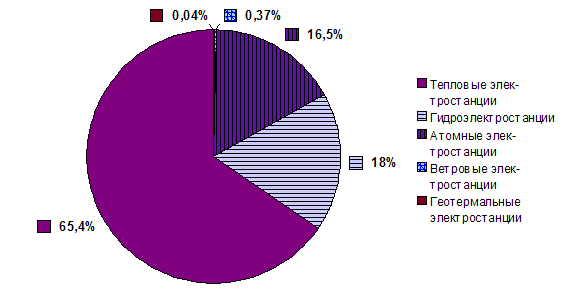 0,04%
0,37%
16,5%
18%
65,4%
Тепловые элек-
тростанции
Гидроэлектростанции
Атомные элек-
тростанции
Ветровые элек-
тростанции
Геотермальные
электростанции